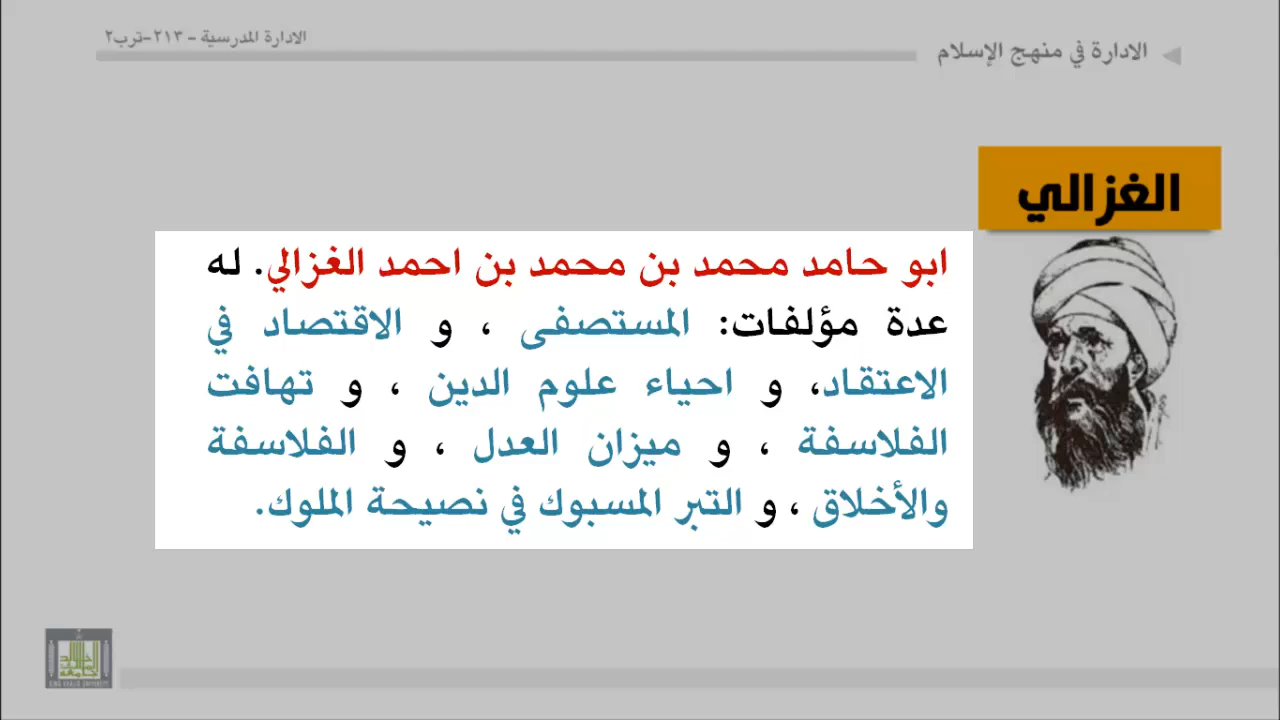 الادارة المدرسية - ٢١٣-ترب٢
الادارة في منهج الإسلام
الغزالي
ابو حامد محمد بن محمد بن احمد الغزالي. له
عدة مؤلفات: المستصفى ، و الاقتصاد في
الاعتقاد، و احياء علوم الدين ، و تهافت
الفلاسفة ، و ميزان العدل ، و الفلاسفة
والأخلاق ، و التبر المسبوك في نصيحة الملوك.